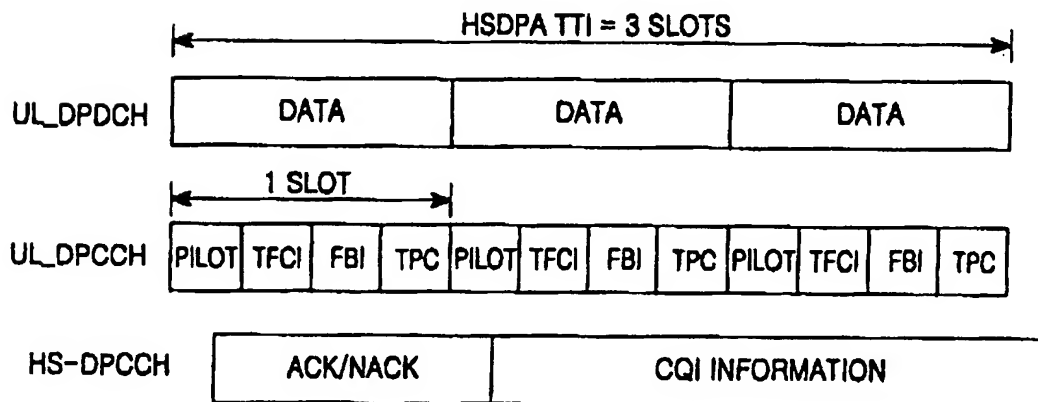 HSDPA TTI = 3 SLOTS
UL_DPDCH DATA DATA DATA
1 SLOT
UL_DPCCH PILOT TFCI FBI TPC PILOT TFCI FBI TPC PILOT TFCI FBI TPC
HS-DPCCH ACK/NACK CQI INFORMATION